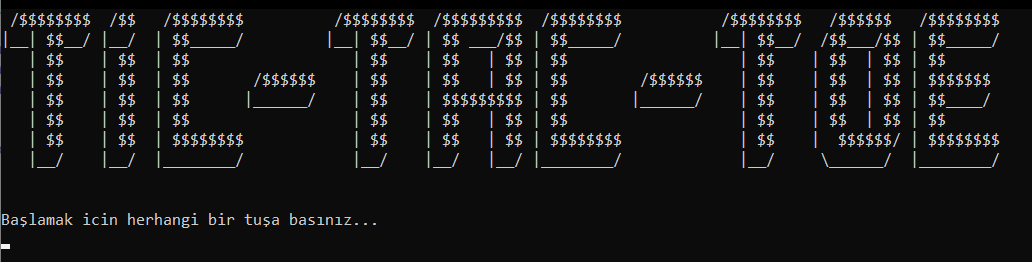 TIC-TAC-TOE
Başlamak icin herhangi bir tuşa basınız...